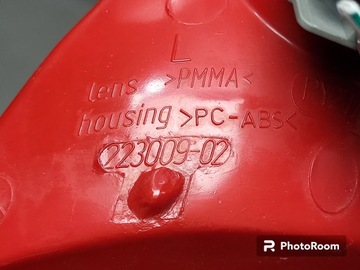 L
lens >PMMA<
housing >PC-ABS<
223009-02
PhotoRoom